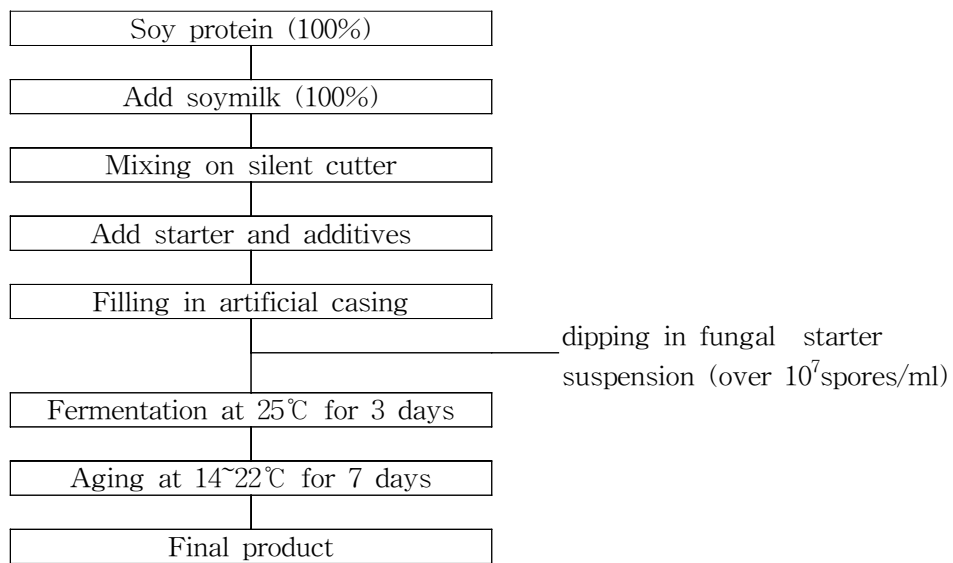 Soy protein (100%)
Add soymilk (100%)
Mixing on silent cutter
Add starter and additives
Filling in artificial casing
dipping in fungal starter
suspension (over 10⁷spores/ml)
Fermentation at 25℃ for 3 days
Aging at 14~22℃ for 7 days
Final product